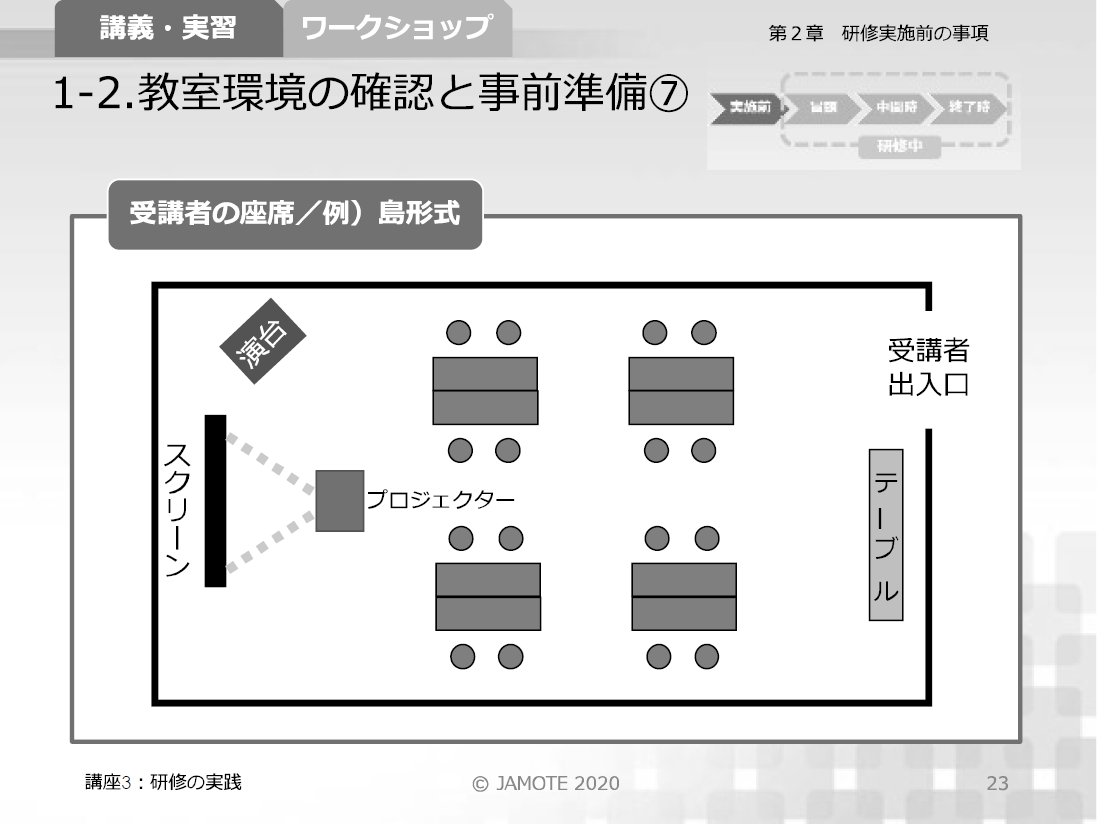 講義・実習
ワークショップ
第２章　研修実施前の事項
1-2.教室環境の確認と事前準備⑦
実施前
冒頭
中間時
終了時
研修中
受講者の座席／例）島形式
演台
受講者
出入口
スクリーン
プロジェクター
テーブル
講座3：研修の実践
© JAMOTE 2020
23